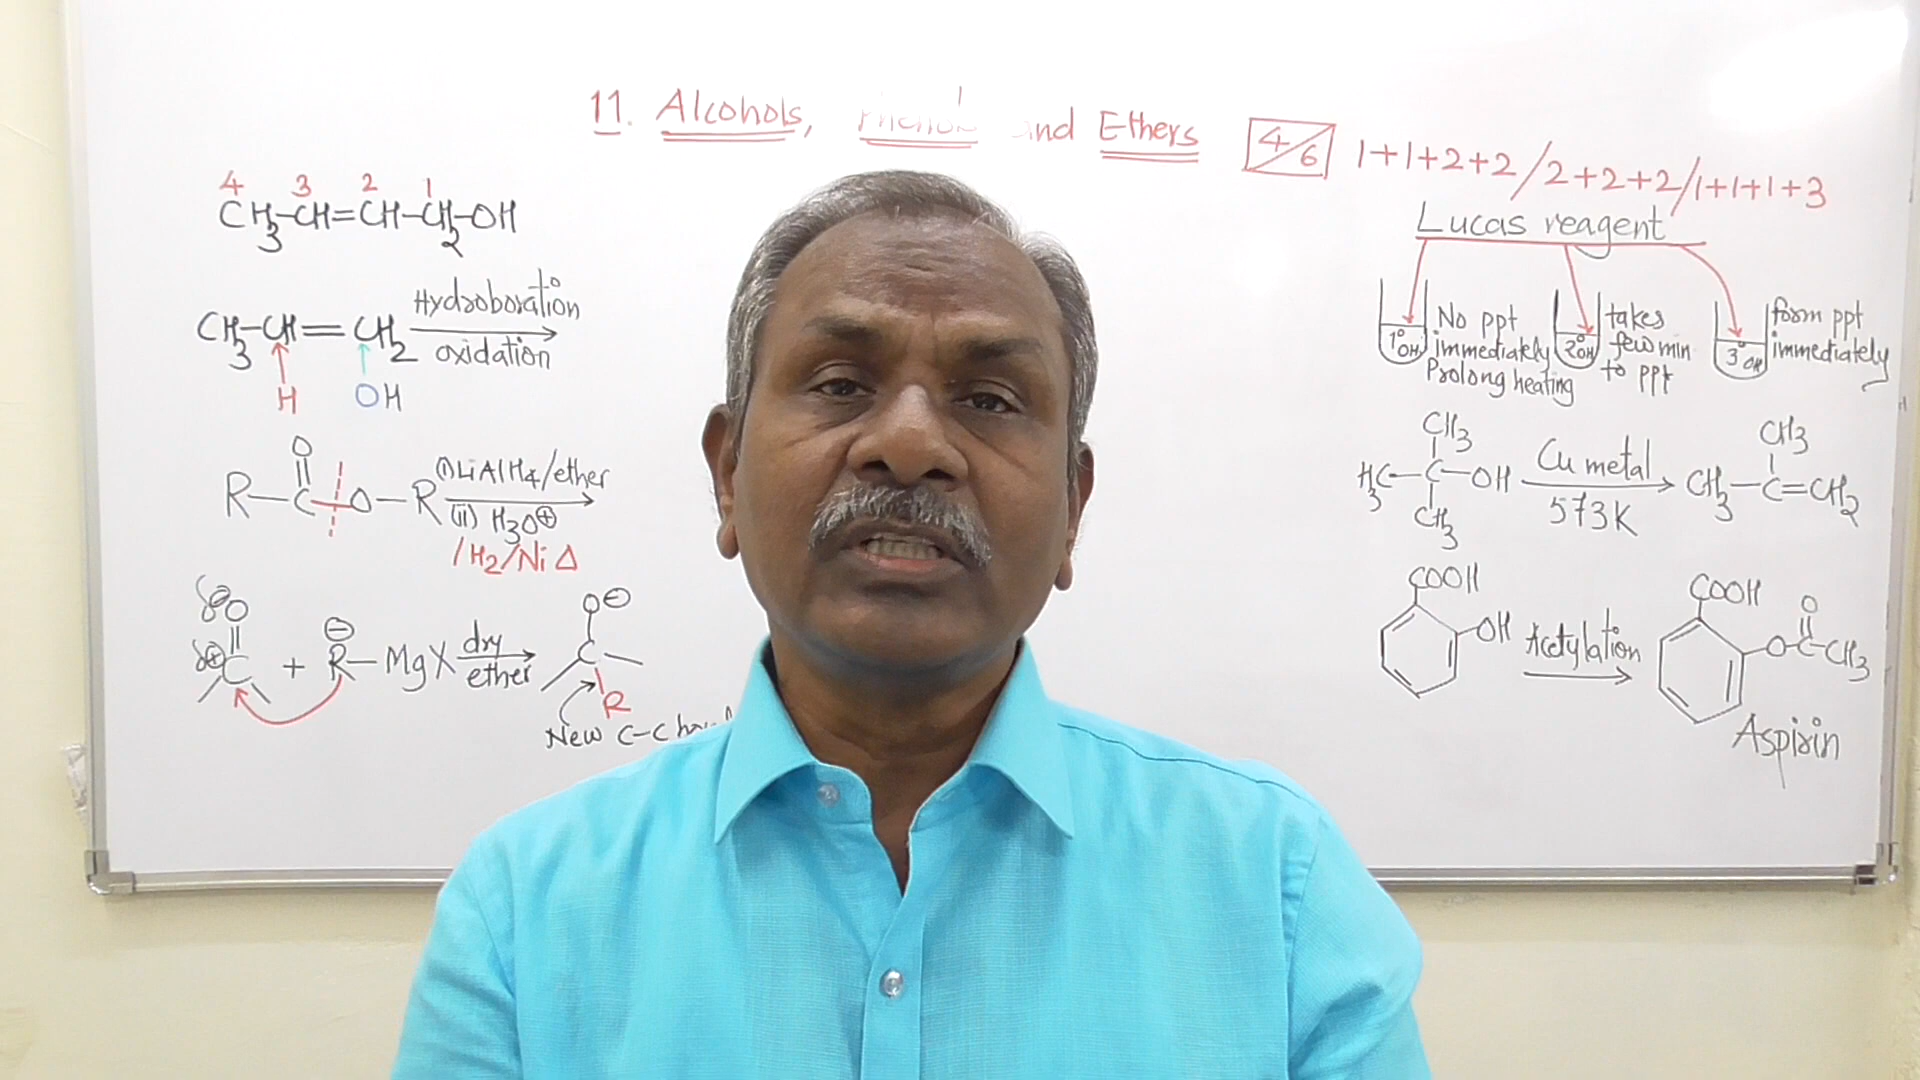 11. Alcohols, Phenols and Ethers 4/6 1+1+2+2/2+2+2/1+1+1+3
4 3 2 1
CH3-CH=CH-CH2-OH
CH3-CH=CH2 Hydroboration
oxidation
H OH
O
R-C-O-R (i) LiAlH4/ether
(ii) H3O⊕
/H2/Ni Δ
δ⊖ O
δ⊕ C + R⊖-MgX dry
ether
O⊖
C
R
New C-C
Lucas reagent
1° OH No ppt
immediately
Prolong heating
2° OH takes
few min
to ppt
3° OH form ppt
immediately
CH3
H3C-C-OH Cu metal
573K
CH3
CH3
CH3-C=CH2
COOH
OH Acetylation
COOH
O
O-C-CH3
Aspirin